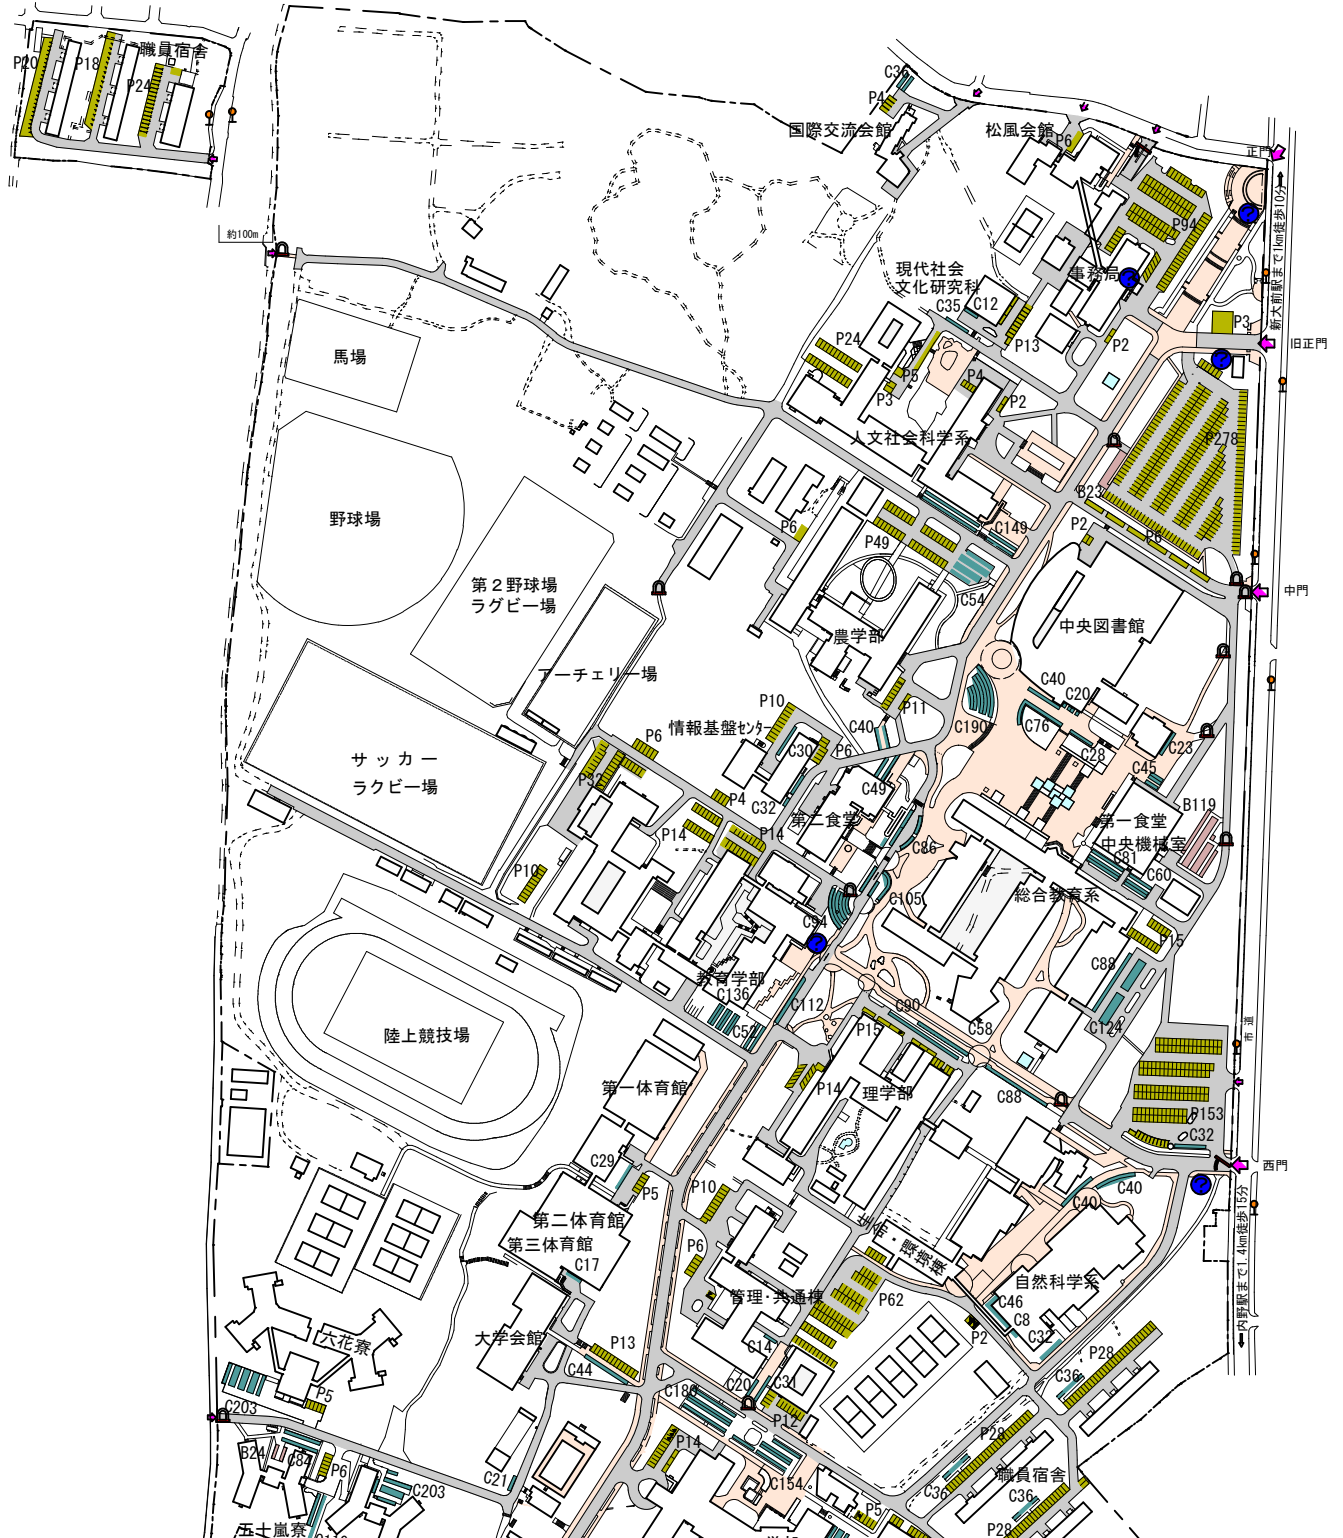 職員宿舎
P20
P18
P24
C36
P4
国際交流会館
松風会館
P6
正門
新大前駅まで1km徒歩10分
P94
約100m
現代社会
文化研究科
事務局
C35
C12
P3
旧正門
馬場
P24
P13
P2
P5
P4
P3
P2
人文社会科学系
P278
B23
野球場
P6
P49
C149
P2
P6
第２野球場
ラグビー場
C54
中門
農学部
中央図書館
アーチェリー場
C40
P10
P11
C20
情報基盤センター
C40
C190
C76
P6
C30
P6
C28
C23
サッカー
ラクビー場
P32
C45
P4
C32
C49
第二食堂
B119
第一食堂
中央機械室
P14
P14
C86
C81
P10
C60
C105
総合教育系
C94
P15
教育学部
C88
C136
C112
C90
陸上競技場
C52
P15
C58
C124
市道
第一体育館
P14
理学部
C88
P153
C32
C29
西門
P5
P10
C40
C40
第二体育館
生命・環境棟
第三体育館
P6
C17
自然科学系
管理・共通棟
P62
C46
C8
内野駅まで1.4km徒歩15分
六花寮
大学会館
P2
C32
P13
C14
P28
C44
C20
C31
C36
P5
C180
C203
P12
P14
P28
B24
C84
P6
C154
職員宿舎
C21
C203
C36
C36
P5
P28
五十嵐寮